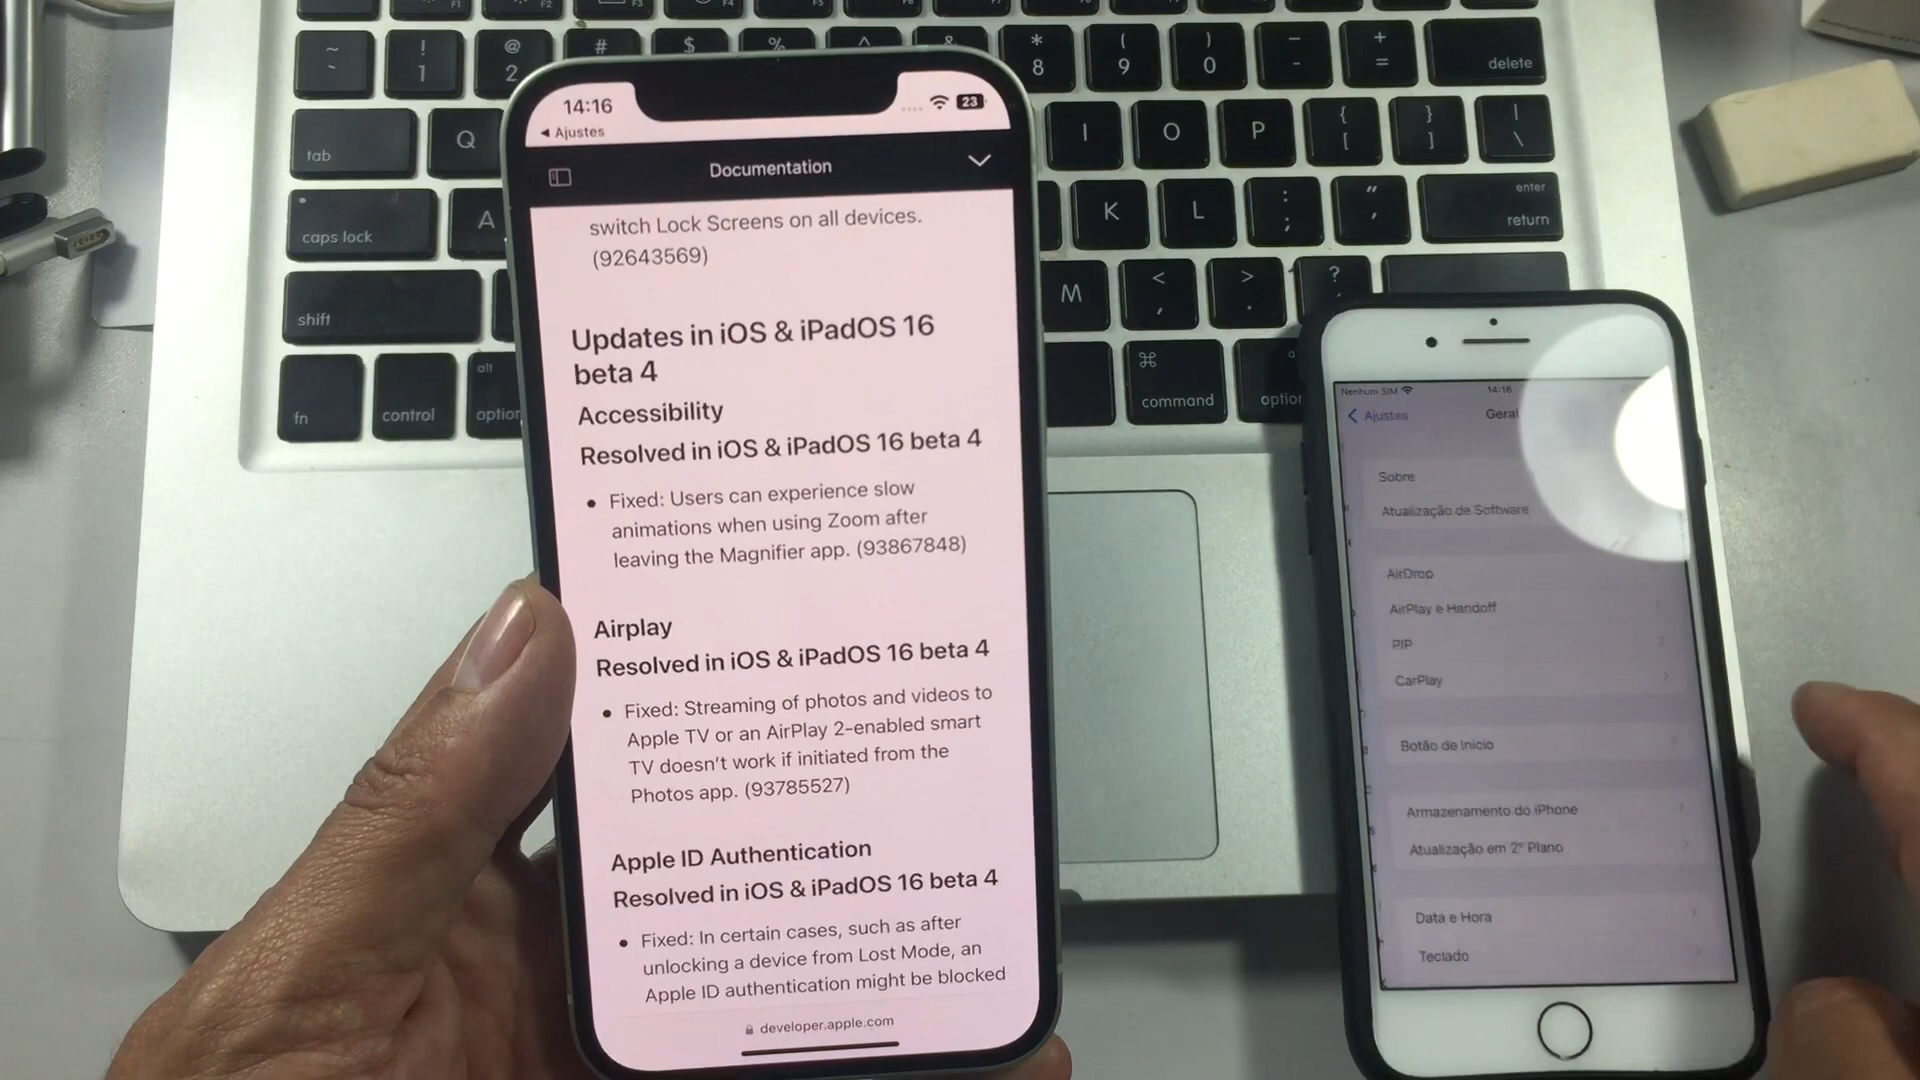 F1 F2 F3 F4 F5 F6
~ ! @ # $ % ^ & * ( ) _ +
` 1 2 8 9 0 - = delete
tab Q I O P { [ } ] | \
caps lock A K L : ; " ' enter return
shift M < , > . ?
fn control alt option ⌘ command option
14:16 23
◀ Ajustes
Documentation
switch Lock Screens on all devices.
(92643569)
Updates in iOS & iPadOS 16
beta 4
Accessibility
Resolved in iOS & iPadOS 16 beta 4
• Fixed: Users can experience slow
animations when using Zoom after
leaving the Magnifier app. (93867848)
Airplay
Resolved in iOS & iPadOS 16 beta 4
• Fixed: Streaming of photos and videos to
Apple TV or an AirPlay 2-enabled smart
TV doesn’t work if initiated from the
Photos app. (93785527)
Apple ID Authentication
Resolved in iOS & iPadOS 16 beta 4
• Fixed: In certain cases, such as after
unlocking a device from Lost Mode, an
Apple ID authentication might be blocked
developer.apple.com
Nenhum SIM 14:16
Ajustes Geral
Sobre
Atualização de Software
AirDrop
AirPlay e Handoff
PIP
CarPlay
Botão de Início
Armazenamento do iPhone
Atualização em 2º Plano
Data e Hora
Teclado